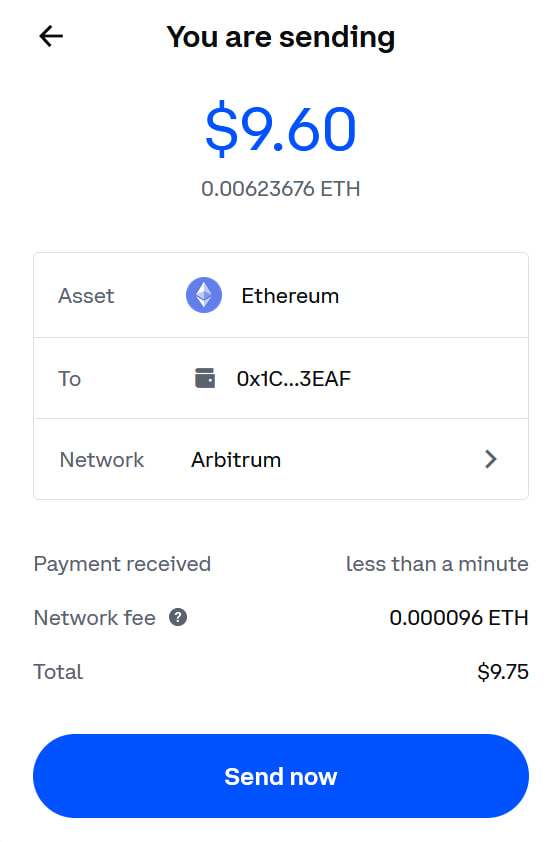 You are sending
$9.60
0.00623676 ETH
Asset Ethereum
To 0x1C...3EAF
Network Arbitrum
Payment received less than a minute
Network fee ? 0.000096 ETH
Total $9.75
Send now